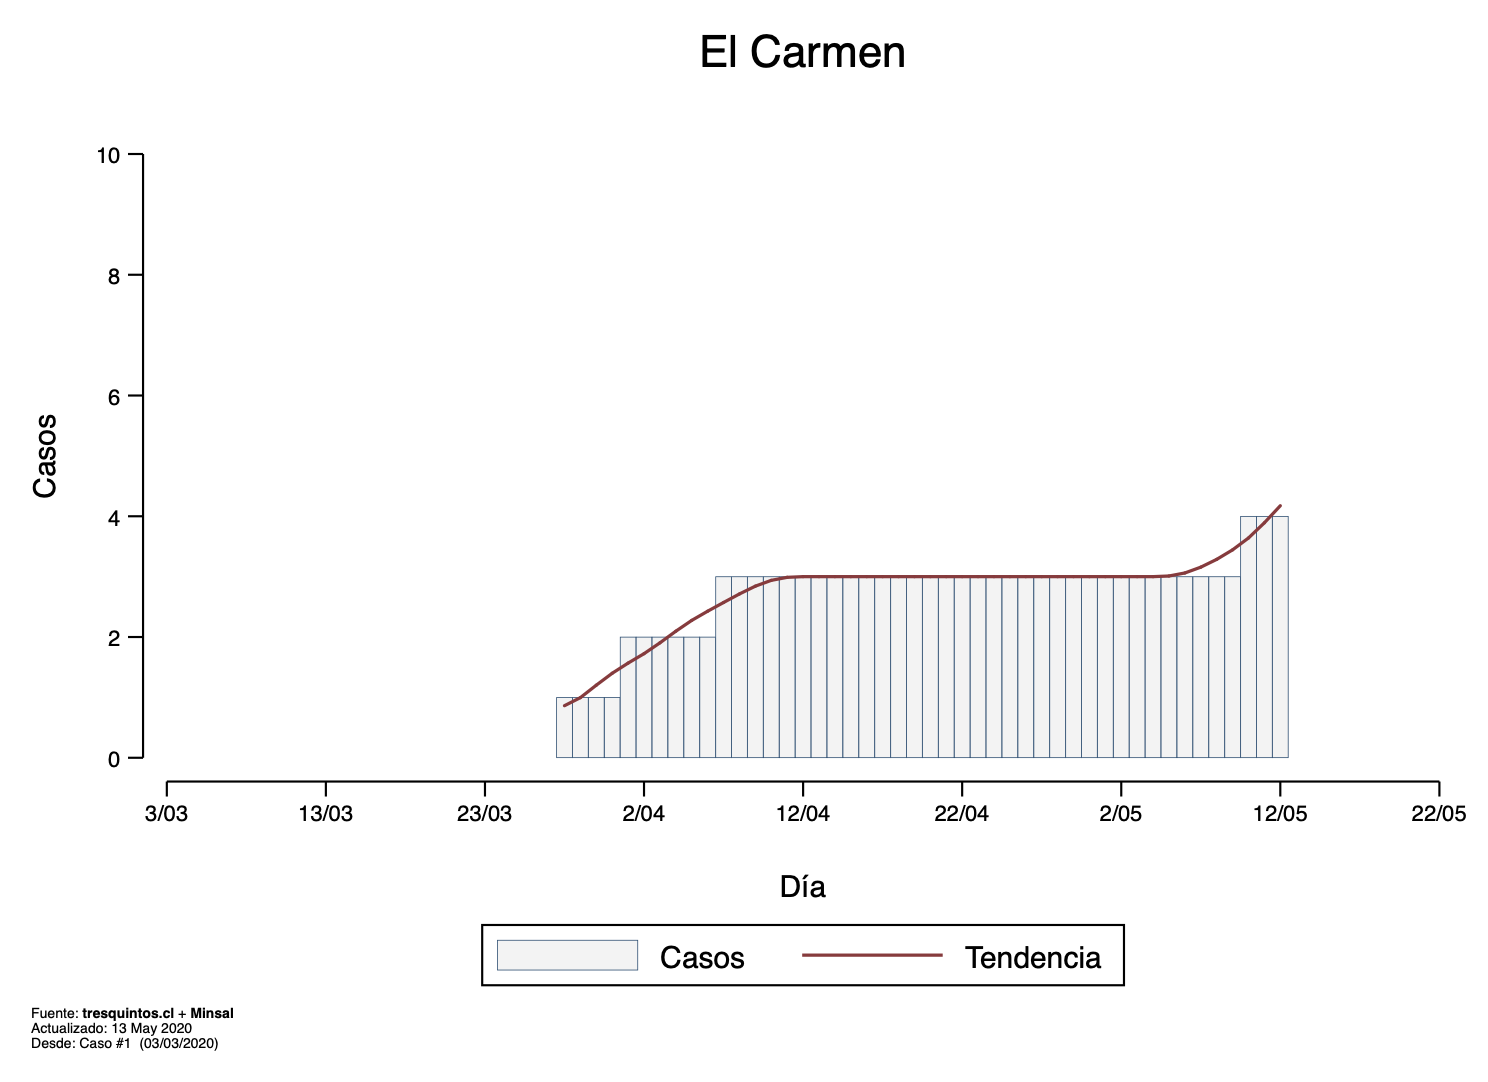 El Carmen
10
8
6
4
2
0
Casos
3/03 13/03 23/03 2/04 12/04 22/04 2/05 12/05 22/05
Día
Casos Tendencia
Fuente: tresquintos.cl + Minsal
Actualizado: 13 May 2020
Desde: Caso #1 (03/03/2020)